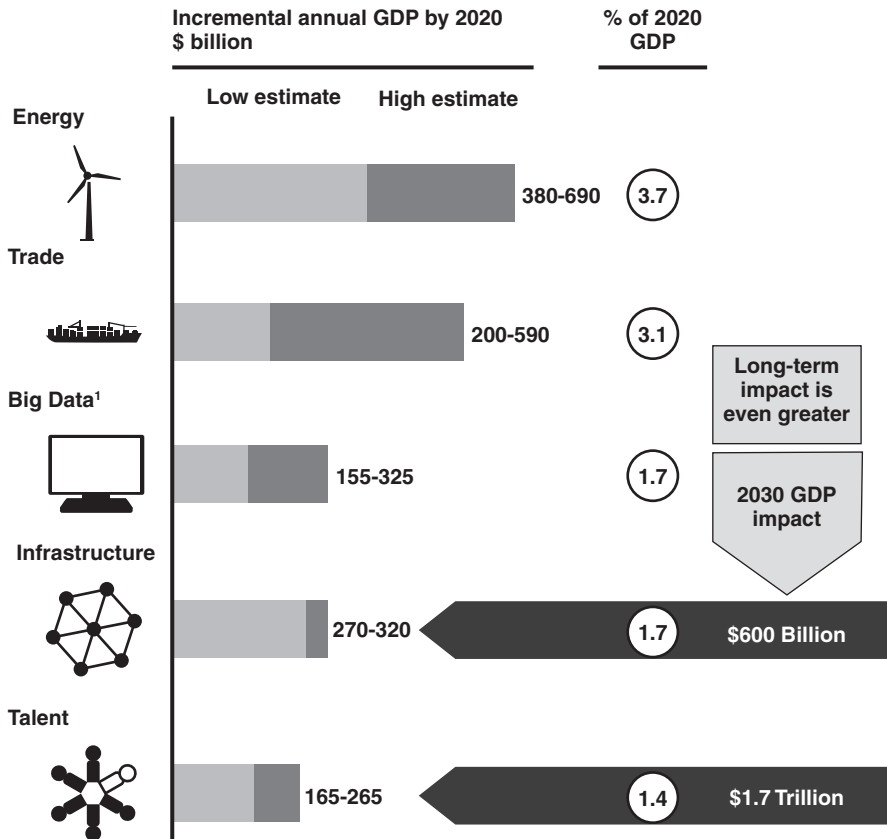 Incremental annual GDP by 2020
$ billion
% of 2020
GDP
Low estimate
High estimate
Energy
380-690
3.7
Trade
200-590
3.1
Long-term
impact is
even greater
Big Data¹
155-325
1.7
2030 GDP
impact
Infrastructure
270-320
1.7
$600 Billion
Talent
165-265
1.4
$1.7 Trillion